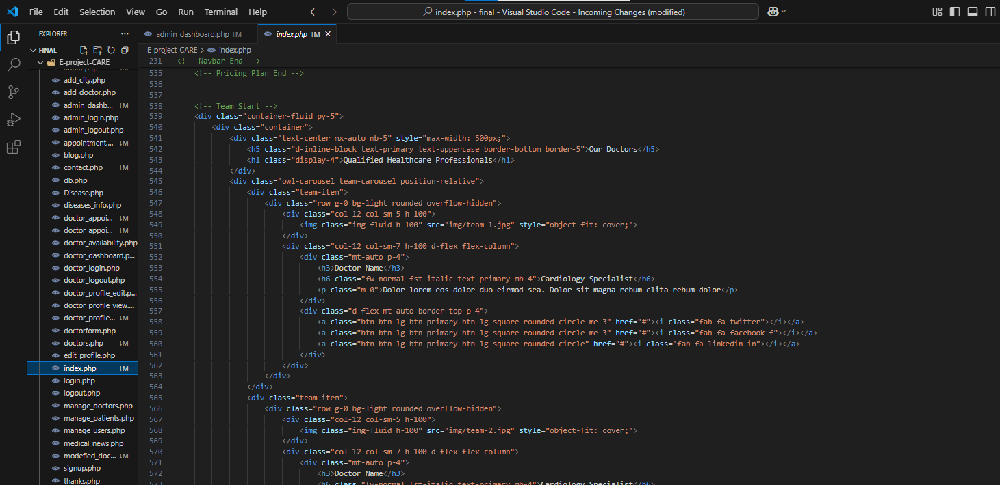 File Edit Selection View Go Run Terminal Help
index.php - final - Visual Studio Code - Incoming Changes (modified)
EXPLORER
FINAL
E-project-CARE
about.php ↓M
add_city.php
add_doctor.php
admin_dashb... ↓M
admin_login.php
admin_logout.php
appointment.... ↓M
blog.php
contact.php ↓M
db.php
Disease.php
diseases_info.php
doctor_appoi... ↓M
doctor_appoi... ↓M
doctor_availability.php
doctor_dashboard.p...
doctor_login.php
doctor_logout.php
doctor_profile_edit.p...
doctor_profile_view....
doctor_profile... ↓M
doctorform.php
doctors.php ↓M
edit_profile.php
index.php ↓M
login.php
logout.php
manage_doctors.php
manage_patients.php
manage_users.php
medical_news.php
modefied_doc... ↓M
signup.php
thanks.php
admin_dashboard.php ↓M
index.php ↓M
E-project-CARE > index.php
231 <!-- Navbar End -->
535 <!-- Pricing Plan End -->
536
537
538 <!-- Team Start -->
539 <div class="container-fluid py-5">
540 <div class="container">
541 <div class="text-center mx-auto mb-5" style="max-width: 500px;">
542 <h5 class="d-inline-block text-primary text-uppercase border-bottom border-5">Our Doctors</h5>
543 <h1 class="display-4">Qualified Healthcare Professionals</h1>
544 </div>
545 <div class="owl-carousel team-carousel position-relative">
546 <div class="team-item">
547 <div class="row g-0 bg-light rounded overflow-hidden">
548 <div class="col-12 col-sm-5 h-100">
549 <img class="img-fluid h-100" src="img/team-1.jpg" style="object-fit: cover;">
550 </div>
551 <div class="col-12 col-sm-7 h-100 d-flex flex-column">
552 <div class="mt-auto p-4">
553 <h3>Doctor Name</h3>
554 <h6 class="fw-normal fst-italic text-primary mb-4">Cardiology Specialist</h6>
555 <p class="m-0">Dolor lorem eos dolor duo eirmod sea. Dolor sit magna rebum clita rebum dolor</p>
556 </div>
557 <div class="d-flex mt-auto border-top p-4">
558 <a class="btn btn-lg btn-primary btn-lg-square rounded-circle me-3" href="#"><i class="fab fa-twitter"></i></a>
559 <a class="btn btn-lg btn-primary btn-lg-square rounded-circle me-3" href="#"><i class="fab fa-facebook-f"></i></a>
560 <a class="btn btn-lg btn-primary btn-lg-square rounded-circle" href="#"><i class="fab fa-linkedin-in"></i></a>
561 </div>
562 </div>
563 </div>
564 </div>
565 <div class="team-item">
566 <div class="row g-0 bg-light rounded overflow-hidden">
567 <div class="col-12 col-sm-5 h-100">
568 <img class="img-fluid h-100" src="img/team-2.jpg" style="object-fit: cover;">
569 </div>
570 <div class="col-12 col-sm-7 h-100 d-flex flex-column">
571 <div class="mt-auto p-4">
572 <h3>Doctor Name</h3>
573 <h6 class="fw-normal fst-italic text-primary mb-4">Cardiology Specialist</h6>